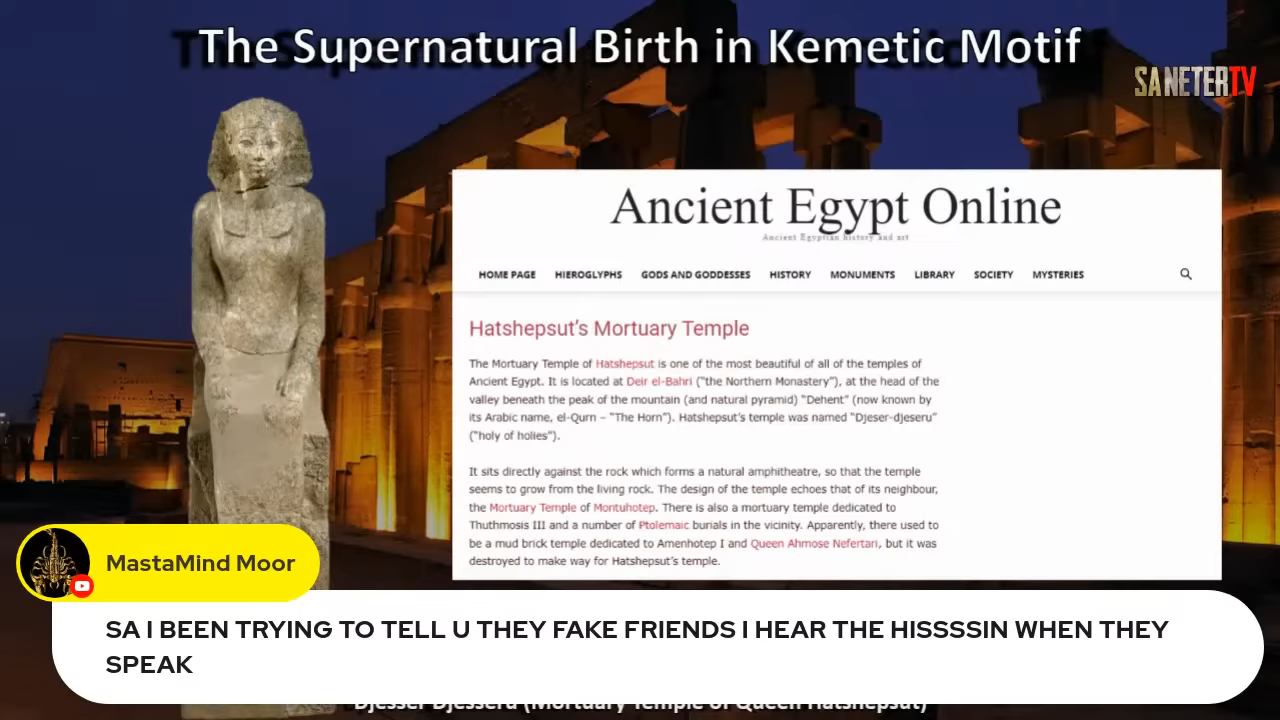 The Supernatural Birth in Kemetic Motif
SANETERTV
Ancient Egypt Online
Ancient Egyptian history and art
HOME PAGE HIEROGLYPHS GODS AND GODDESSES HISTORY MONUMENTS LIBRARY SOCIETY MYSTERIES
Hatshepsut's Mortuary Temple
The Mortuary Temple of Hatshepsut is one of the most beautiful of all of the temples of
Ancient Egypt. It is located at Deir el-Bahri ("the Northern Monastery"), at the head of the
valley beneath the peak of the mountain (and natural pyramid) "Dehent" (now known by
its Arabic name, el-Qurn – "The Horn"). Hatshepsut's temple was named "Djeser-djeseru"
("holy of holies").
It sits directly against the rock which forms a natural amphitheatre, so that the temple
seems to grow from the living rock. The design of the temple echoes that of its neighbour,
the Mortuary Temple of Montuhotep. There is also a mortuary temple dedicated to
Thuthmosis III and a number of Ptolemaic burials in the vicinity. Apparently, there used to
be a mud brick temple dedicated to Amenhotep I and Queen Ahmose Nefertari, but it was
destroyed to make way for Hatshepsut's temple.
MastaMind Moor
SA I BEEN TRYING TO TELL U THEY FAKE FRIENDS I HEAR THE HISSSSIN WHEN THEY
SPEAK
Djesser Djesseru (Mortuary Temple of Queen Hatshepsut)